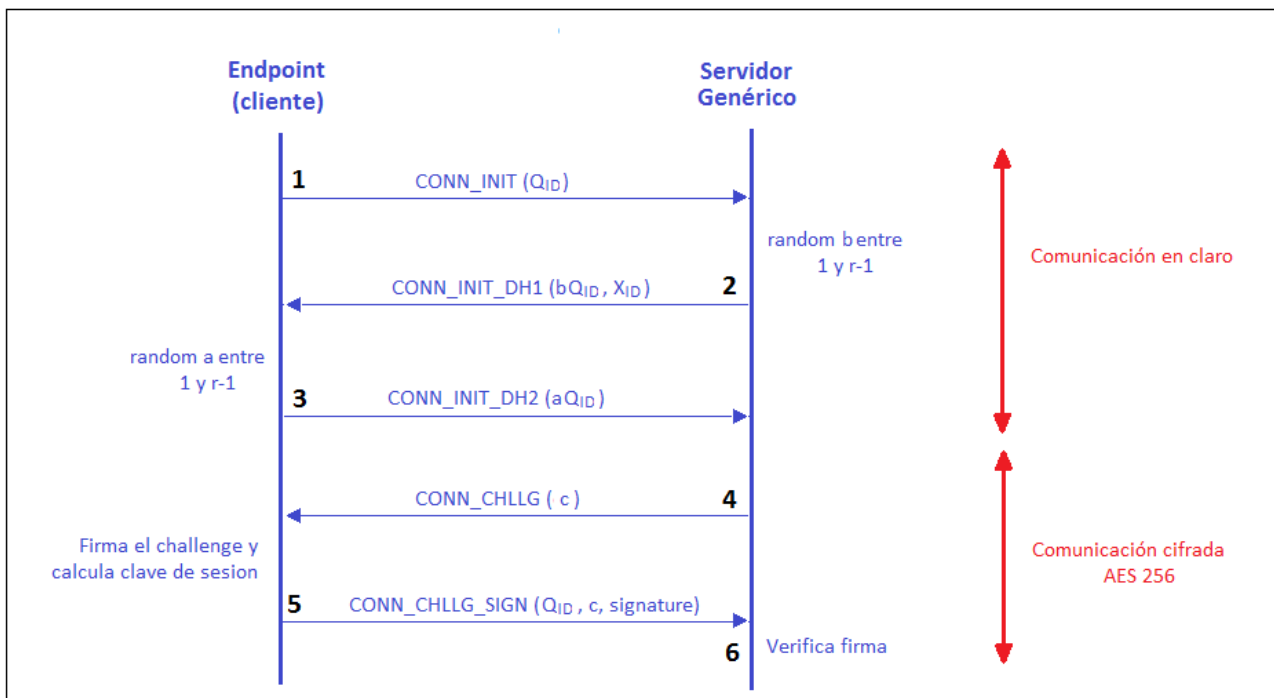 Endpoint
(cliente)
Servidor
Genérico
1
CONN_INIT (QID)
random b entre
1 y r-1
Comunicación en claro
CONN_INIT_DH1 (bQID, XID)
2
random a entre
1 y r-1
3
CONN_INIT_DH2 (aQID)
CONN_CHLLG ( c )
4
Firma el challenge y
calcula clave de sesion
Comunicación cifrada
AES 256
5
CONN_CHLLG_SIGN (QID , c, signature)
6
Verifica firma